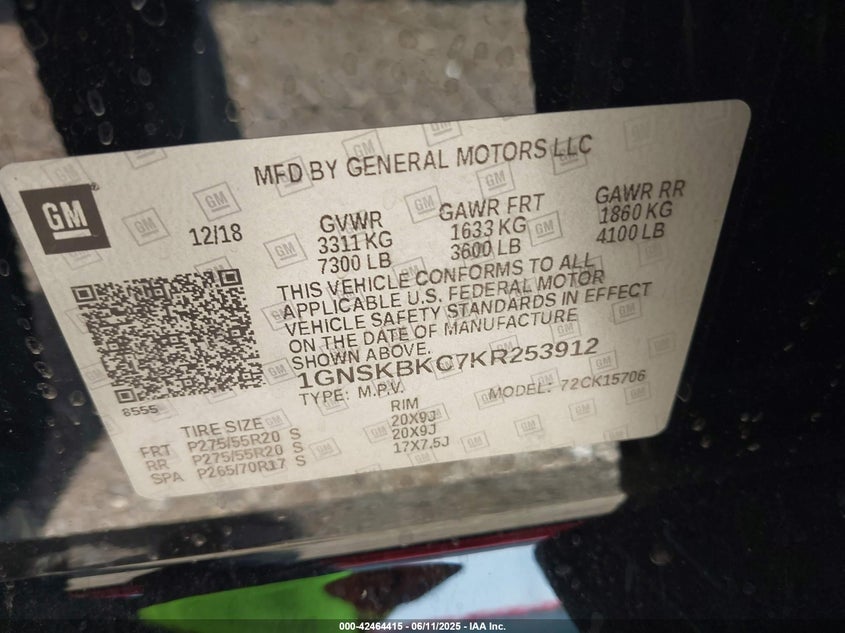 MFD BY GENERAL MOTORS LLC
GM®
12/18
GVWR
3311 KG
7300 LB
GAWR FRT
1633 KG
3600 LB
GAWR RR
1860 KG
4100 LB
THIS VEHICLE CONFORMS TO ALL
APPLICABLE U.S. FEDERAL MOTOR
VEHICLE SAFETY STANDARDS IN EFFECT
ON THE DATE OF MANUFACTURE
SHOWN ABOVE.
1GNSKBKC7KR253912
TYPE: M.P.V.
MODEL: 72CK15706
6555
TIRE SIZE
RIM
FRT P275/55R20 S 20X9J
RR P275/55R20 S 20X9J
SPA P265/70R17 S 17X7.5J
000-42464415 - 06/11/2025 - IAA Inc.